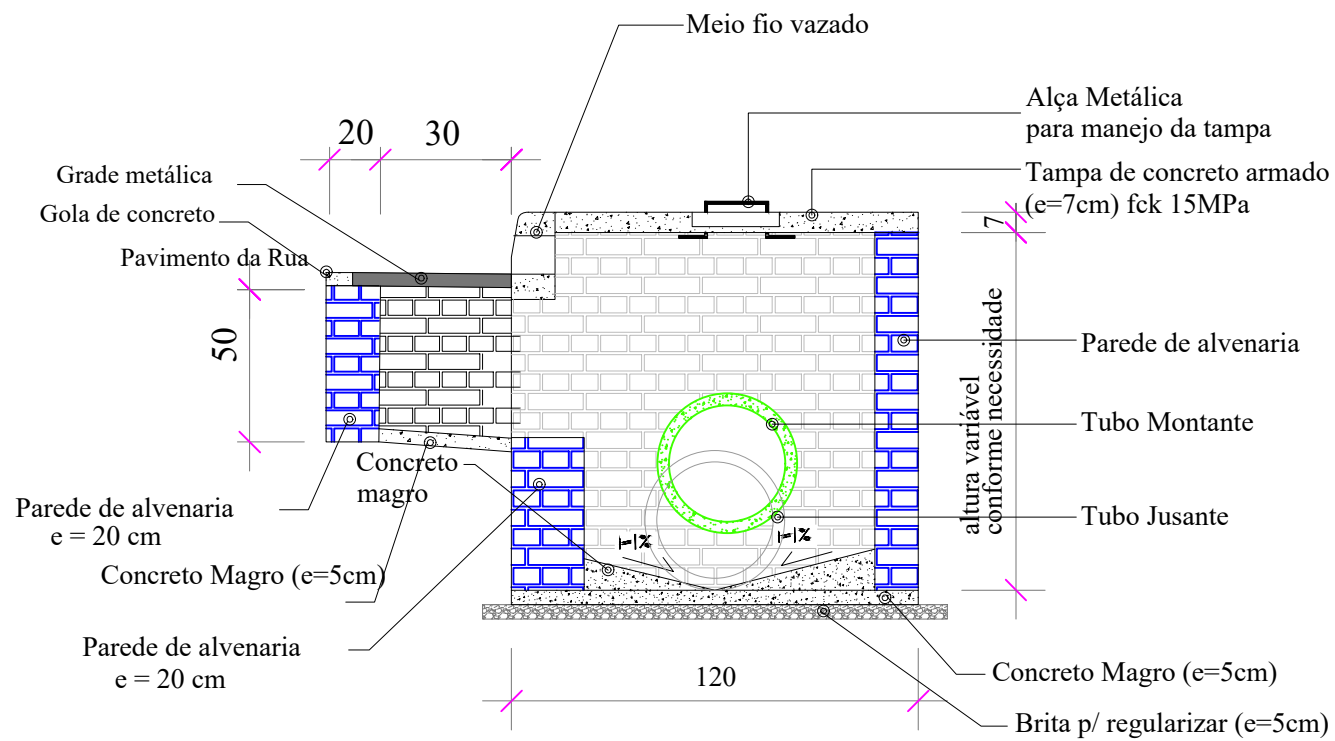 Meio fio vazado
Alça Metálica
para manejo da tampa
20
30
Grade metálica
Tampa de concreto armado
(e=7cm) fck 15MPa
7
Gola de concreto
Pavimento da Rua
50
altura variável
conforme necessidade
Parede de alvenaria
Tubo Montante
Concreto
magro
Parede de alvenaria
e = 20 cm
Tubo Jusante
I=1%
I=1%
Concreto Magro (e=5cm)
Parede de alvenaria
e = 20 cm
120
Concreto Magro (e=5cm)
Brita p/ regularizar (e=5cm)